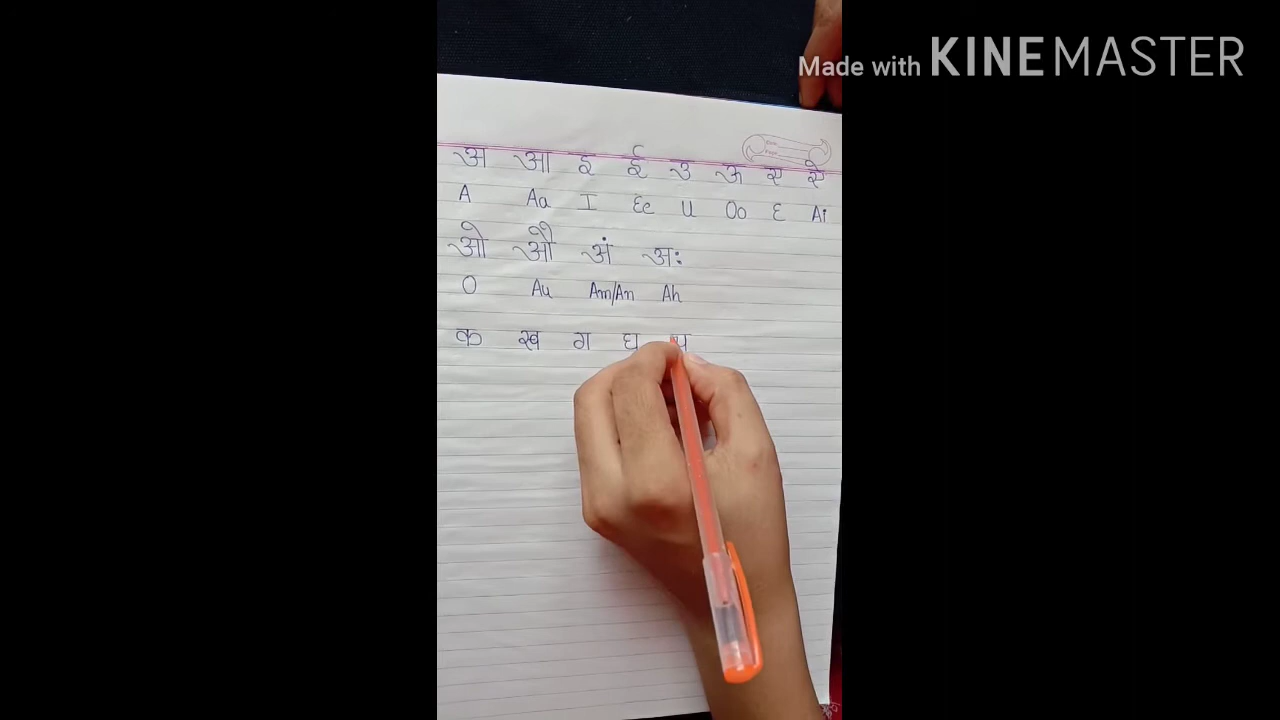 Made with KINEMASTER
अ आ इ ई उ ऊ ए ऐ
A Aa I Ee U Oo E Ai
ओ औ अं अः
O Au Am/An Ah
क ख ग घ